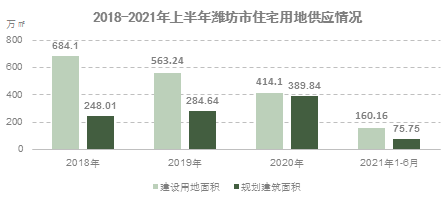 2018-2021年上半年潍坊市住宅用地供应情况
万㎡
800
600
400
200
0
684.1
248.01
563.24
284.64
414.1
389.84
160.16
75.75
2018年
2019年
2020年
2021年1-6月
建设用地面积
规划建筑面积